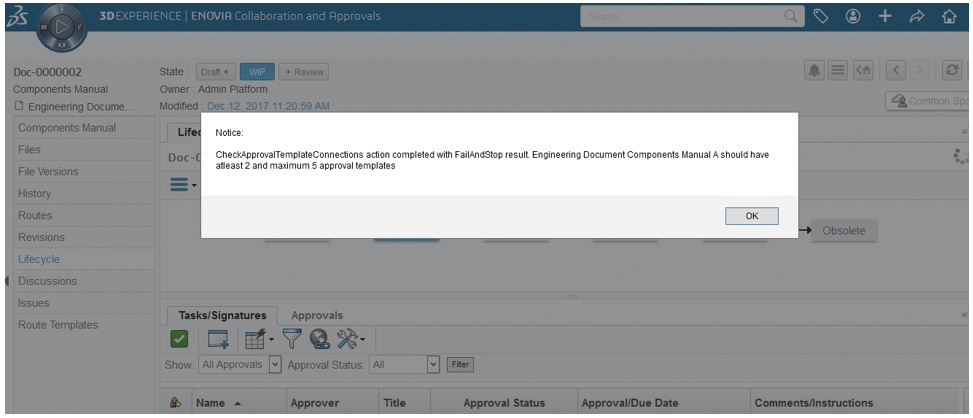 3DEXPERIENCE | ENOVIA Collaboration and Approvals
Search
3D
V.R
Doc-0000002
Components Manual
Engineering Docume...
State : Draft WIP Review
Owner : Admin Platform
Modified : Dec 12, 2017 11:20:59 AM
Common Spa
Components Manual
Files
File Versions
History
Routes
Revisions
Lifecycle
Discussions
Issues
Route Templates
Lifec
Doc-0
Notice:
CheckApprovalTemplateConnections action completed with FailAndStop result. Engineering Document Components Manual A should have
atleast 2 and maximum 5 approval templates
OK
Obsolete
Tasks/Signatures Approvals
Show: All Approvals Approval Status: All Filter
Name Approver Title Approval Status Approval/Due Date Comments/Instructions